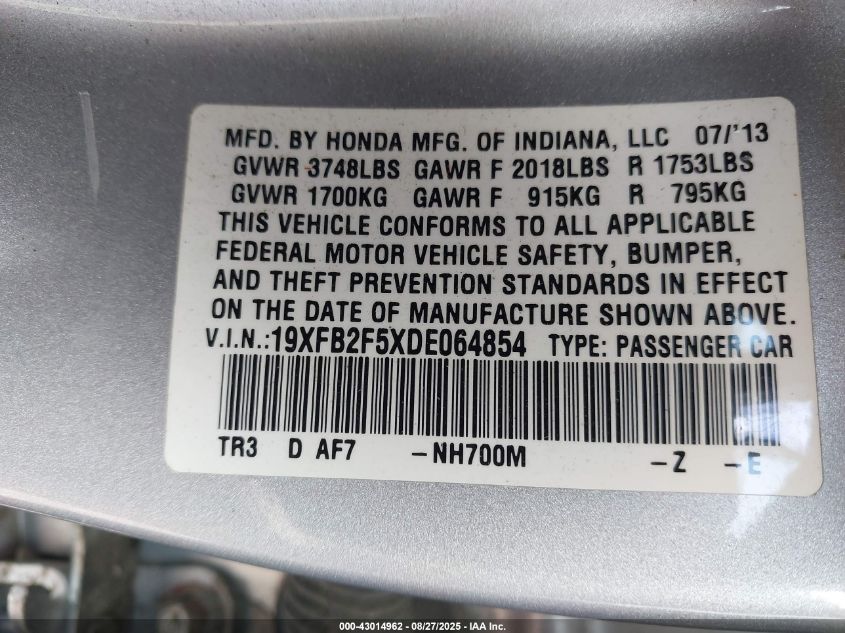 MFD. BY HONDA MFG. OF INDIANA, LLC 07/'13
GVWR 3748LBS GAWR F 2018LBS R 1753LBS
GVWR 1700KG GAWR F 915KG R 795KG
THIS VEHICLE CONFORMS TO ALL APPLICABLE
FEDERAL MOTOR VEHICLE SAFETY, BUMPER,
AND THEFT PREVENTION STANDARDS IN EFFECT
ON THE DATE OF MANUFACTURE SHOWN ABOVE.
V.I.N.:19XFB2F5XDE064854 TYPE: PASSENGER CAR
TR3 D AF7 -NH700M -Z -E
000-43014962 - 08/27/2025 - IAA Inc.